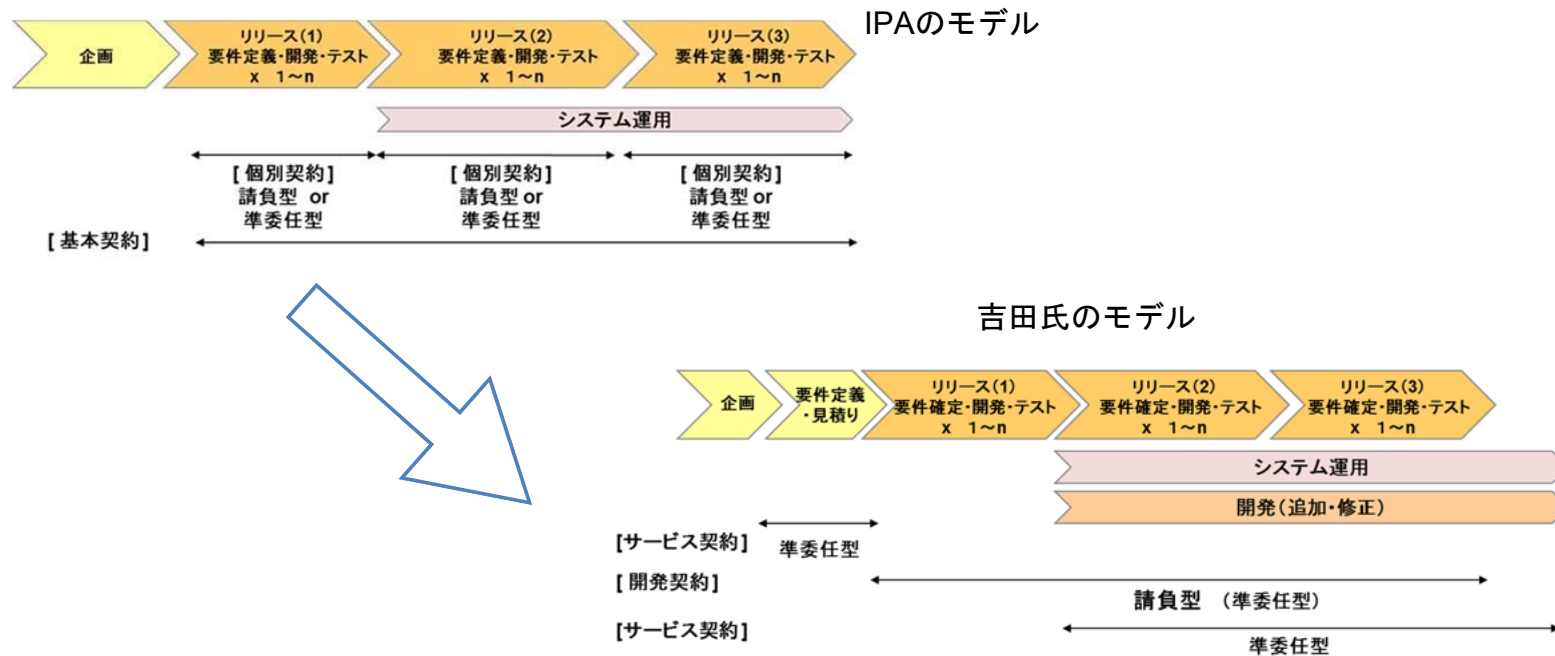 IPAのモデル
企画
リリース(1)
要件定義・開発・テスト
x 1～n
リリース(2)
要件定義・開発・テスト
x 1～n
リリース(3)
要件定義・開発・テスト
x 1～n
システム運用
[個別契約]
請負型 or
準委任型
[個別契約]
請負型 or
準委任型
[個別契約]
請負型 or
準委任型
[基本契約]
吉田氏のモデル
企画
要件定義
・見積り
リリース(1)
要件確定・開発・テスト
x 1～n
リリース(2)
要件確定・開発・テスト
x 1～n
リリース(3)
要件確定・開発・テスト
x 1～n
システム運用
開発(追加・修正)
[サービス契約]
準委任型
[開発契約]
請負型 (準委任型)
[サービス契約]
準委任型